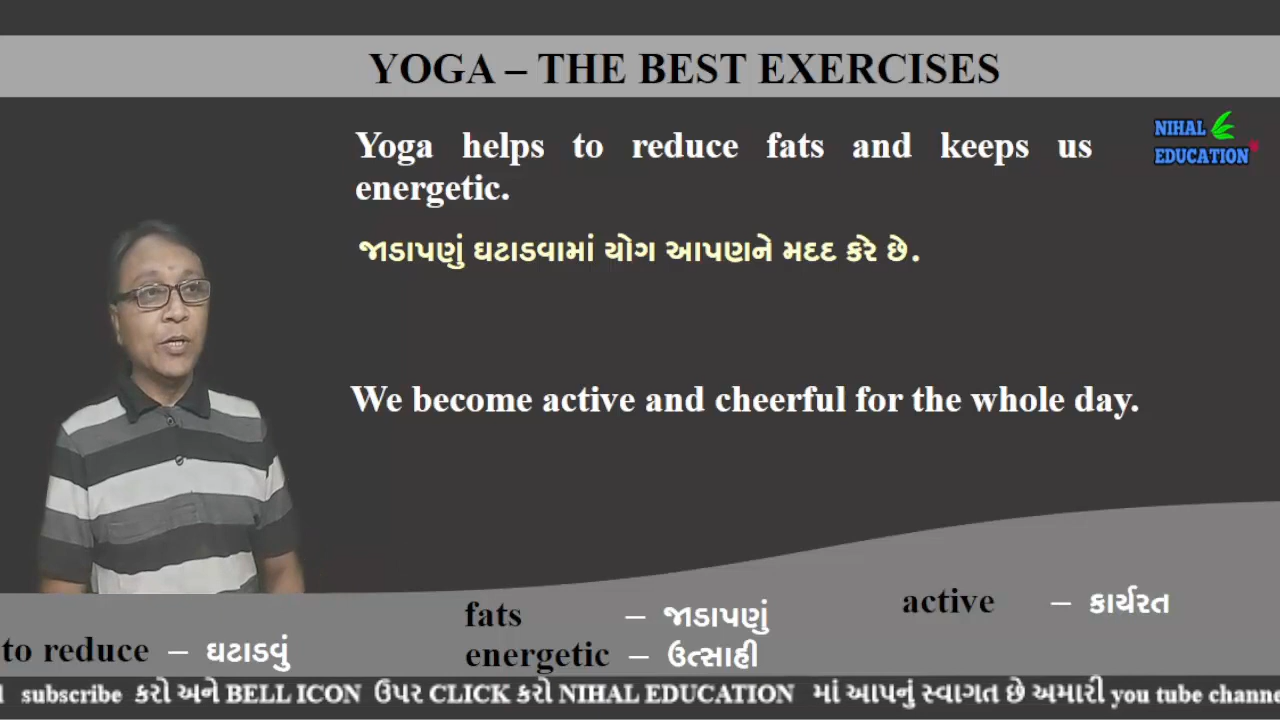 YOGA – THE BEST EXERCISES
NIHAL
EDUCATION
Yoga helps to reduce fats and keeps us
energetic.
જાડાપણું ઘટાડવામાં યોગ આપણને મદદ કરે છે.
We become active and cheerful for the whole day.
to reduce – ઘટાડવું
fats – જાડાપણું
energetic – ઉત્સાહી
active – કાર્યરત
subscribe કરો અને BELL ICON ઉપર CLICK કરો NIHAL EDUCATION માં આપનું સ્વાગત છે અમારી you tube channe